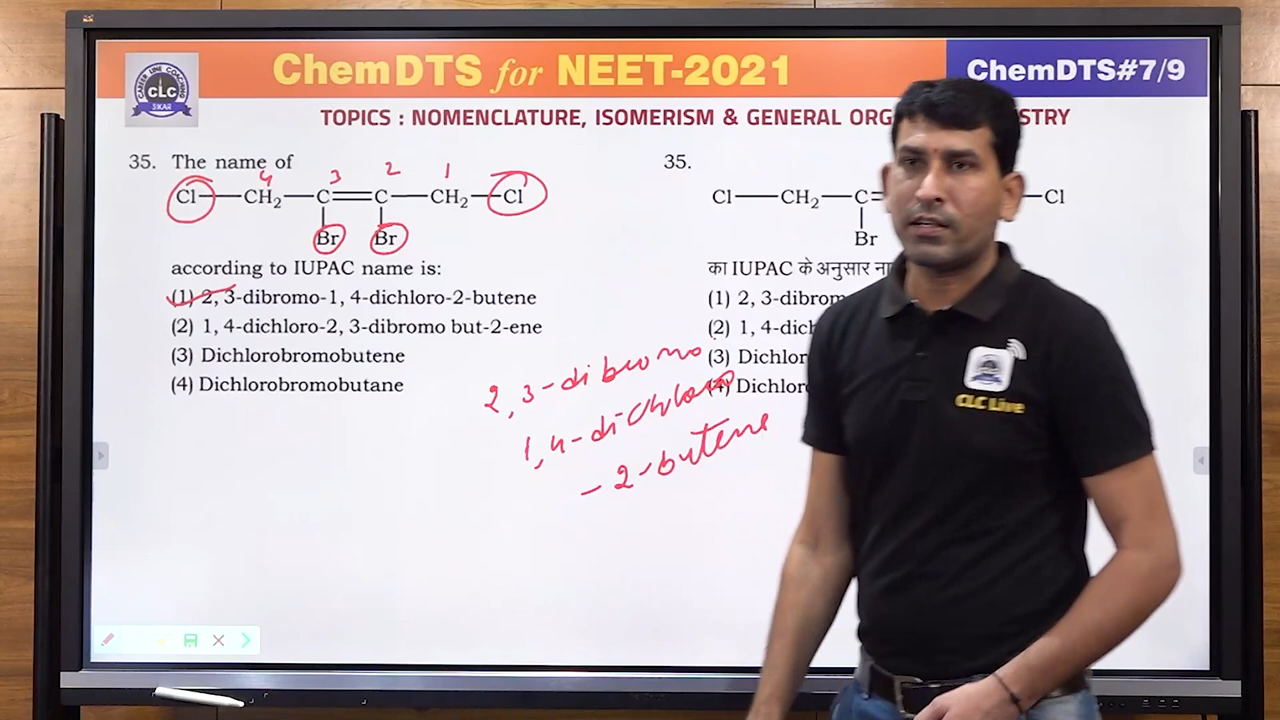 ChemDTS for NEET-2021
ChemDTS#7/9
CAREER LINE COACHING
CLC
SIKAR
TOPICS : NOMENCLATURE, ISOMERISM & GENERAL ORG STRY
35. The name of
4 3 2 1
Cl—CH₂—C=C—CH₂—Cl
Br Br
according to IUPAC name is:
(1) 2, 3-dibromo-1, 4-dichloro-2-butene
(2) 1, 4-dichloro-2, 3-dibromo but-2-ene
(3) Dichlorobromobutene
(4) Dichlorobromobutane
2,3-dibromo
1,4-dichloro
-2-butene
35.
Cl—CH₂—C= —Cl
Br
का IUPAC के अनुसार
(1) 2, 3-dibrom
(2) 1, 4-dich
(3) Dichlor
(4) Dichloro
CLC Live